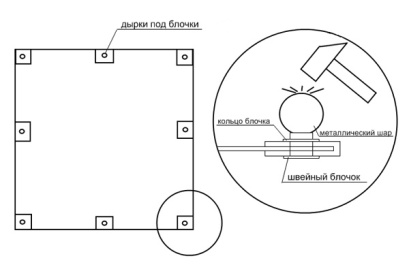 дырки под блочки
кольцо блочка
металлический шар
швейный блочок